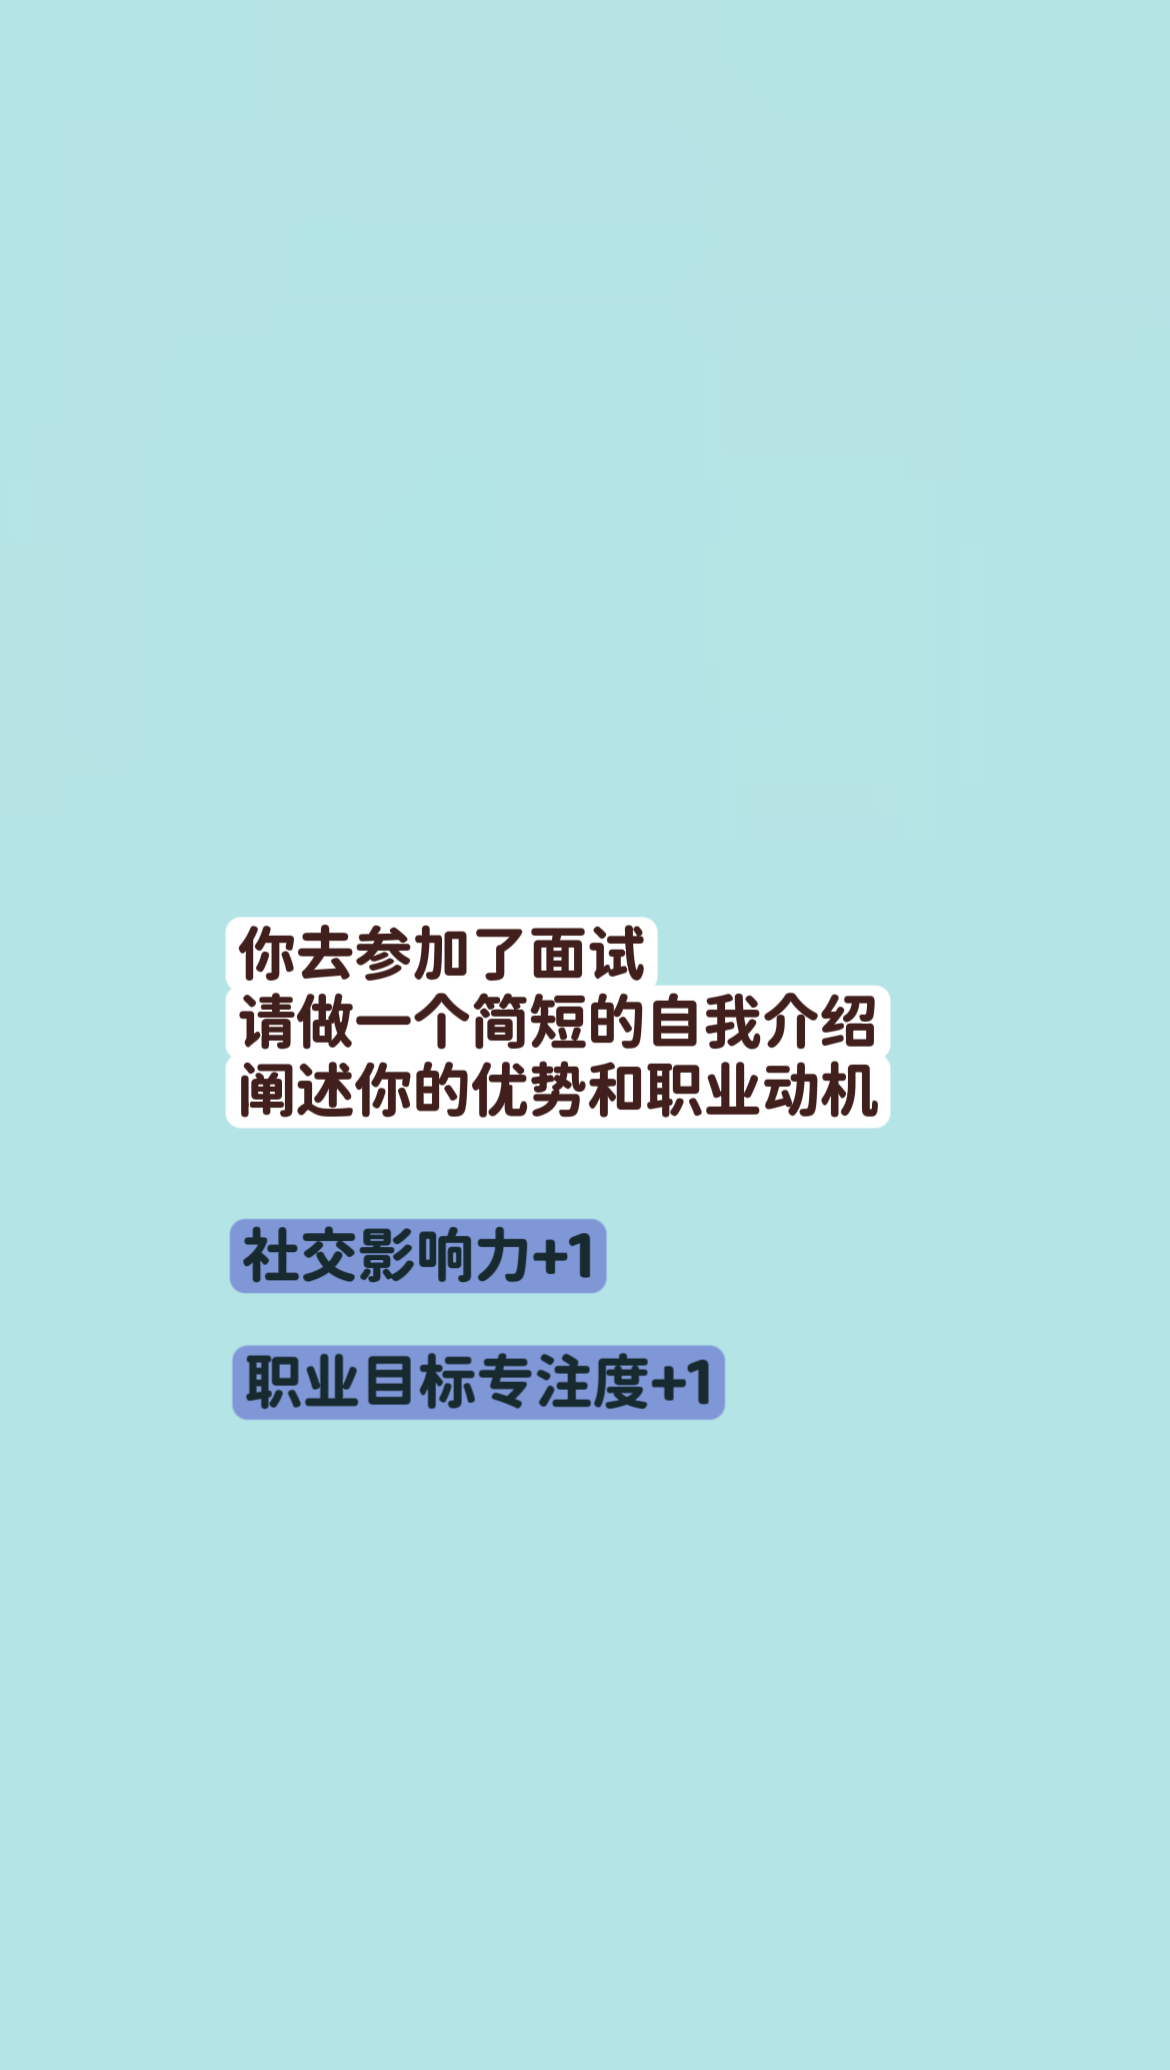 你去参加了面试
请做一个简短的自我介绍
阐述你的优势和职业动机
社交影响力+1
职业目标专注度+1